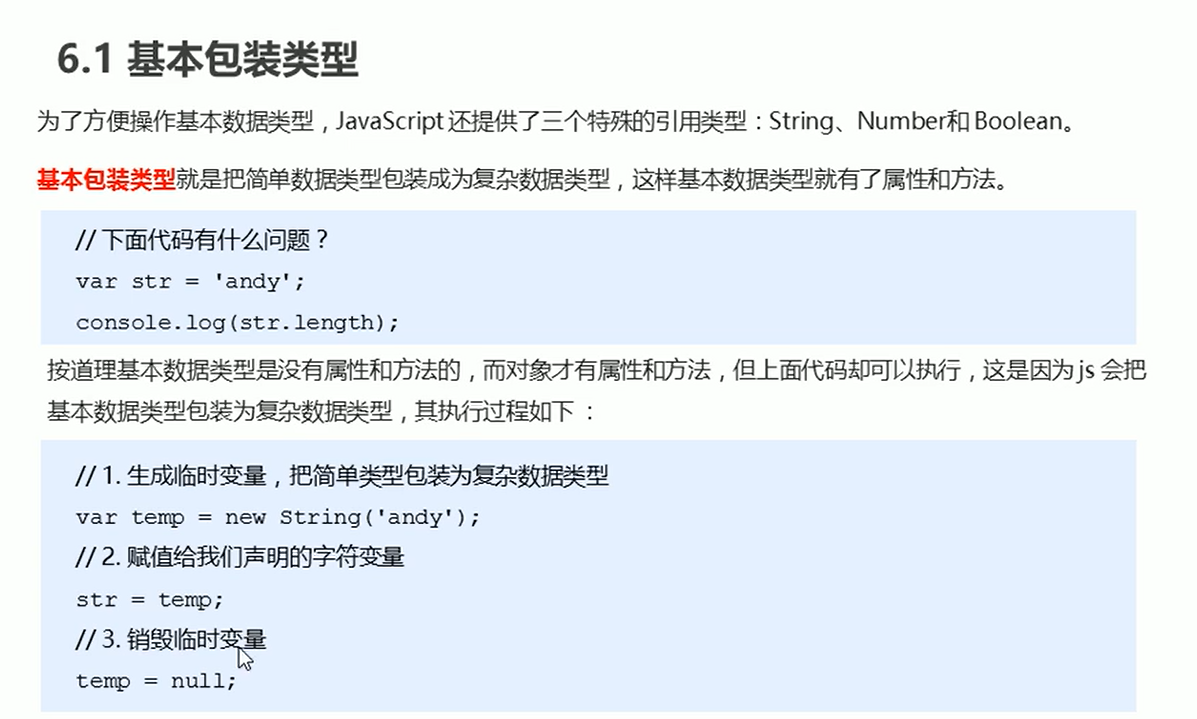 6.1 基本包装类型
为了方便操作基本数据类型，JavaScript 还提供了三个特殊的引用类型：String、Number和 Boolean。
基本包装类型就是把简单数据类型包装成为复杂数据类型，这样基本数据类型就有了属性和方法。
// 下面代码有什么问题？
var str = 'andy';
console.log(str.length);
按道理基本数据类型是没有属性和方法的，而对象才有属性和方法，但上面代码却可以执行，这是因为 js 会把
基本数据类型包装为复杂数据类型，其执行过程如下 ：
// 1. 生成临时变量，把简单类型包装为复杂数据类型
var temp = new String('andy');
// 2. 赋值给我们声明的字符变量
str = temp;
// 3. 销毁临时变量
temp = null;